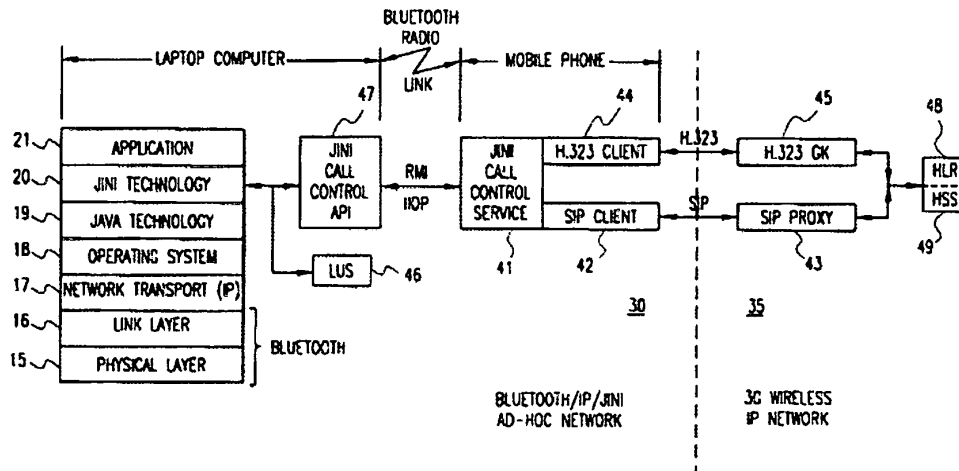 BLUETOOTH
RADIO
LINK
LAPTOP COMPUTER
MOBILE PHONE
47
44
45
48
21
APPLICATION
20
JINI TECHNOLOGY
19
JAVA TECHNOLOGY
18
OPERATING SYSTEM
17
NETWORK TRANSPORT (IP)
16
LINK LAYER
15
PHYSICAL LAYER
BLUETOOTH
JINI
CALL
CONTROL
API
RMI
IIOP
LUS
46
JINI
CALL
CONTROL
SERVICE
H.323 CLIENT
SIP CLIENT
41
42
H.323
SIP
H.323 GK
SIP PROXY
43
HLR
HSS
49
30
35
BLUETOOTH/IP/JINI
AD-HOC NETWORK
3G WIRELESS
IP NETWORK